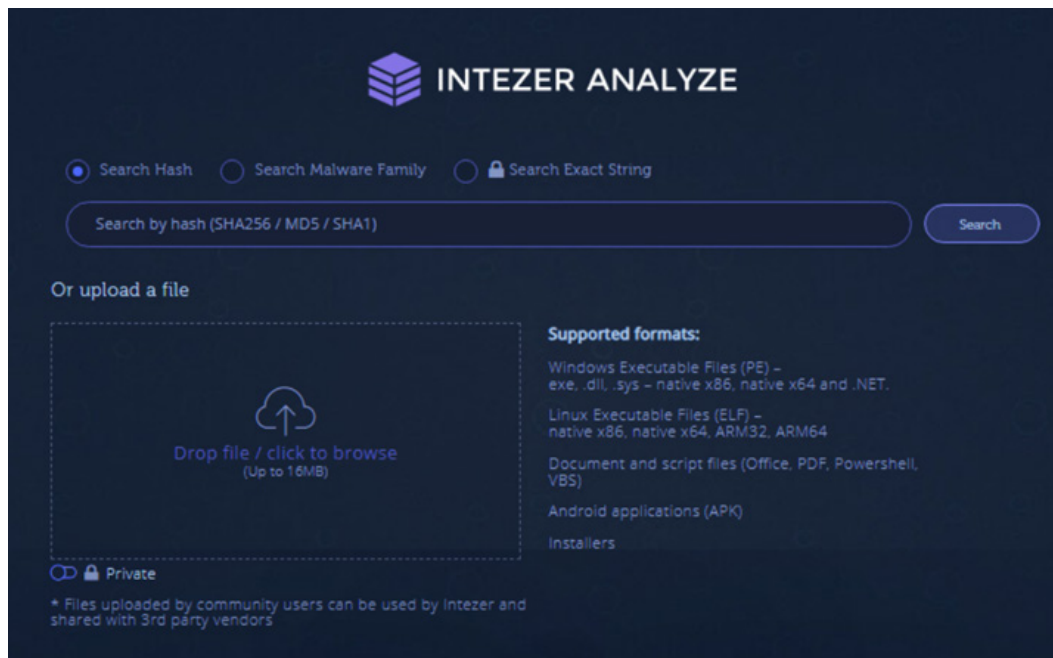 INTEZER ANALYZE
Search Hash
Search Malware Family
Search Exact String
Search by hash (SHA256 / MD5 / SHA1)
Search
Or upload a file
Drop file / click to browse
(Up to 16MB)
Supported formats:
Windows Executable Files (PE) –
exe, .dll, .sys – native x86, native x64 and .NET.
Linux Executable Files (ELF) –
native x86, native x64, ARM32, ARM64
Document and script files (Office, PDF, Powershell,
VBS)
Android applications (APK)
Installers
Private
* Files uploaded by community users can be used by Intezer and
shared with 3rd party vendors